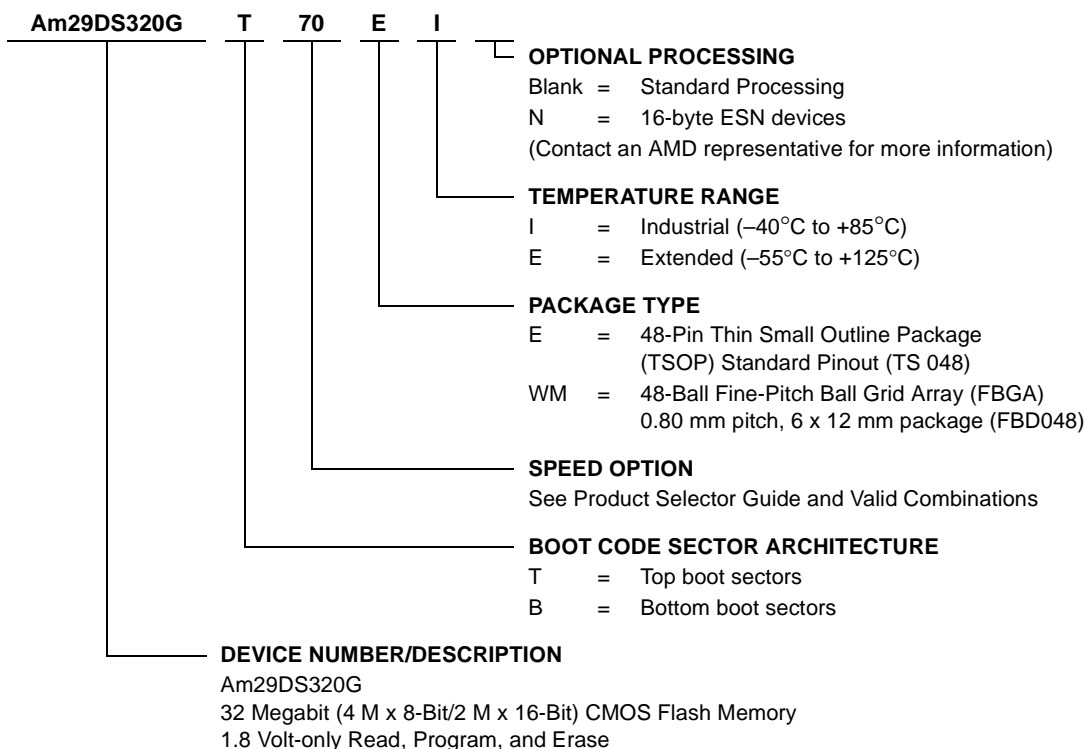 Am29DS320G T 70 E I
OPTIONAL PROCESSING
Blank = Standard Processing
N = 16-byte ESN devices
(Contact an AMD representative for more information)
TEMPERATURE RANGE
I = Industrial (–40°C to +85°C)
E = Extended (–55°C to +125°C)
PACKAGE TYPE
E = 48-Pin Thin Small Outline Package
(TSOP) Standard Pinout (TS 048)
WM = 48-Ball Fine-Pitch Ball Grid Array (FBGA)
0.80 mm pitch, 6 x 12 mm package (FBD048)
SPEED OPTION
See Product Selector Guide and Valid Combinations
BOOT CODE SECTOR ARCHITECTURE
T = Top boot sectors
B = Bottom boot sectors
DEVICE NUMBER/DESCRIPTION
Am29DS320G
32 Megabit (4 M x 8-Bit/2 M x 16-Bit) CMOS Flash Memory
1.8 Volt-only Read, Program, and Erase